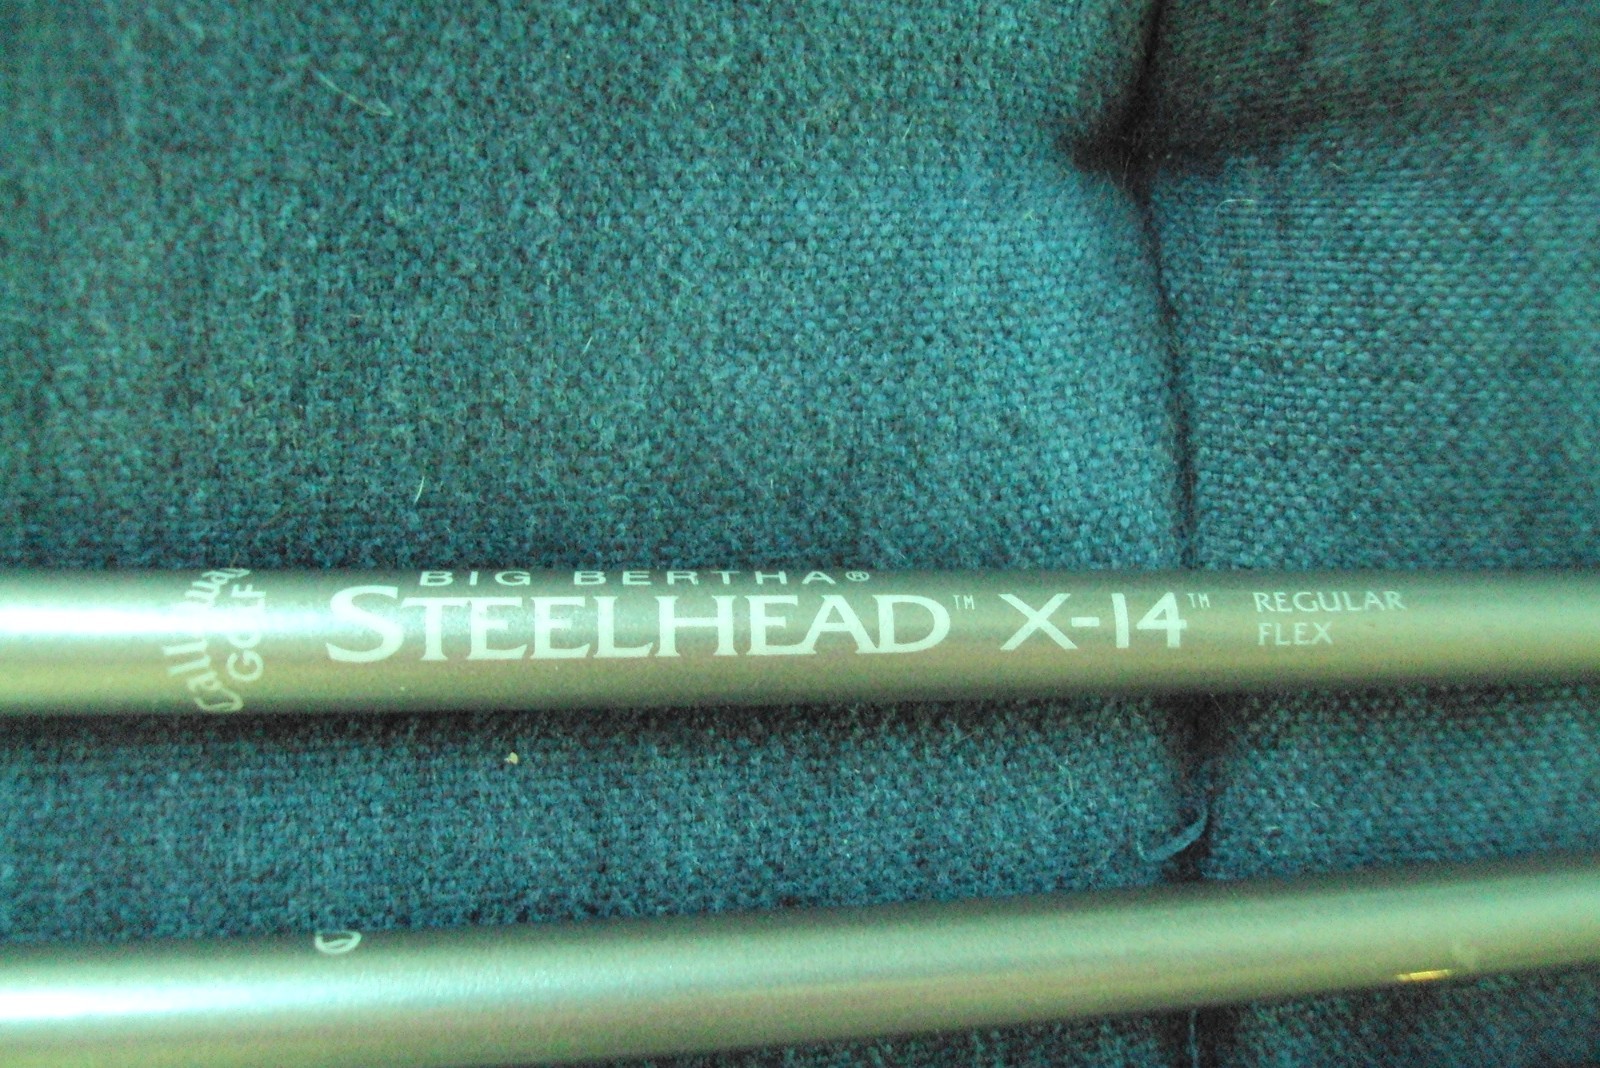 Callaway
GOLF
BIG BERTHA®
STEELHEAD™ X-14™
REGULAR
FLEX